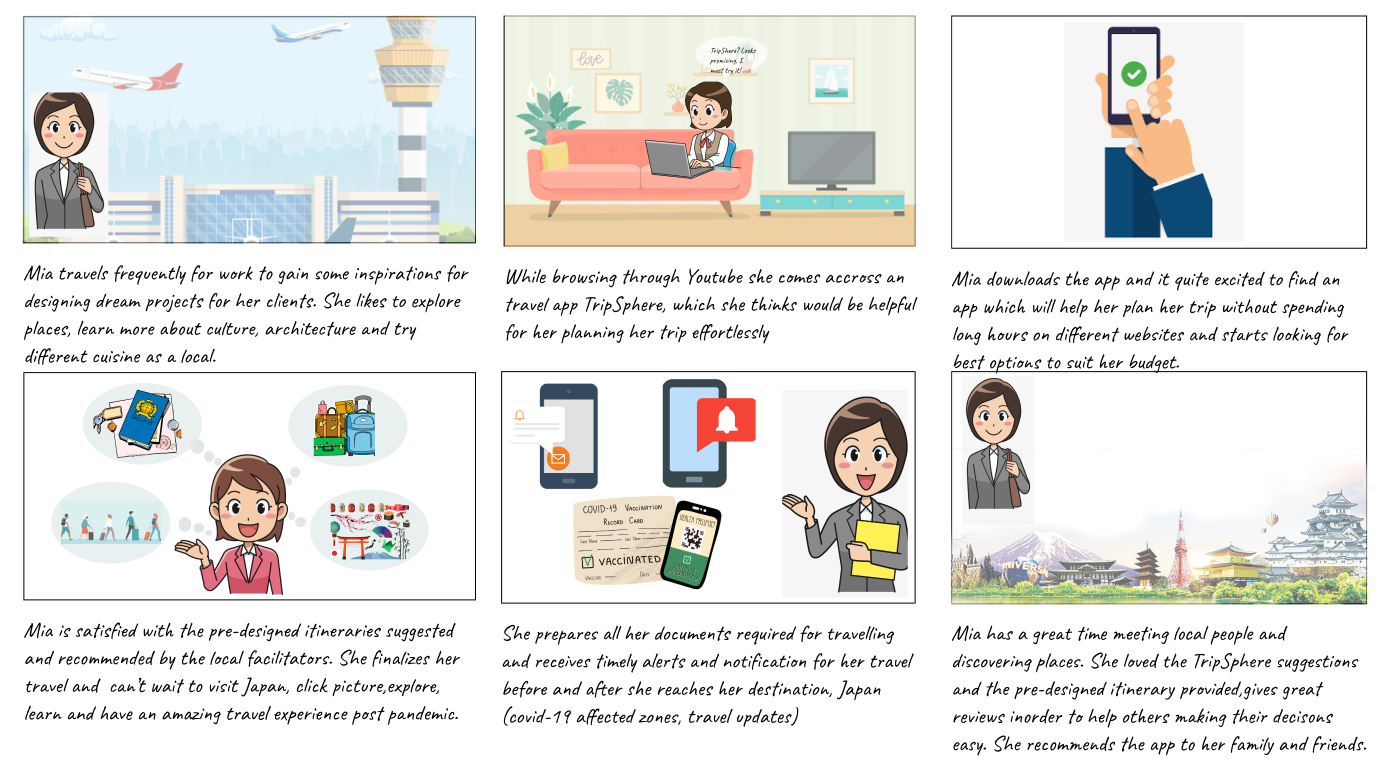 love
TripShere? Looks
promising, I
must try it!
Mia travels frequently for work to gain some inspirations for
designing dream projects for her clients. She likes to explore
places, learn more about culture, architecture and try
different cuisine as a local.
While browsing through Youtube she comes accross an
travel app TripSphere, which she thinks would be helpful
for her planning her trip effortlessly
Mia downloads the app and it quite excited to find an
app which will help her plan her trip without spending
long hours on different websites and starts looking for
best options to suit her budget.
COVID-19 VACCINATION
RECORD CARD
First Name
Last Name
VACCINATED
VACCINE:
DATE:
HEALTH PASSPORT
UNIVERSA
Mia is satisfied with the pre-designed itineraries suggested
and recommended by the local facilitators. She finalizes her
travel and can't wait to visit Japan, click picture,explore,
learn and have an amazing travel experience post pandemic.
She prepares all her documents required for travelling
and receives timely alerts and notification for her travel
before and after she reaches her destination, Japan
(covid-19 affected zones, travel updates)
Mia has a great time meeting local people and
discovering places. She loved the TripSphere suggestions
and the pre-designed itinerary provided,gives great
reviews inorder to help others making their decisons
easy. She recommends the app to her family and friends.